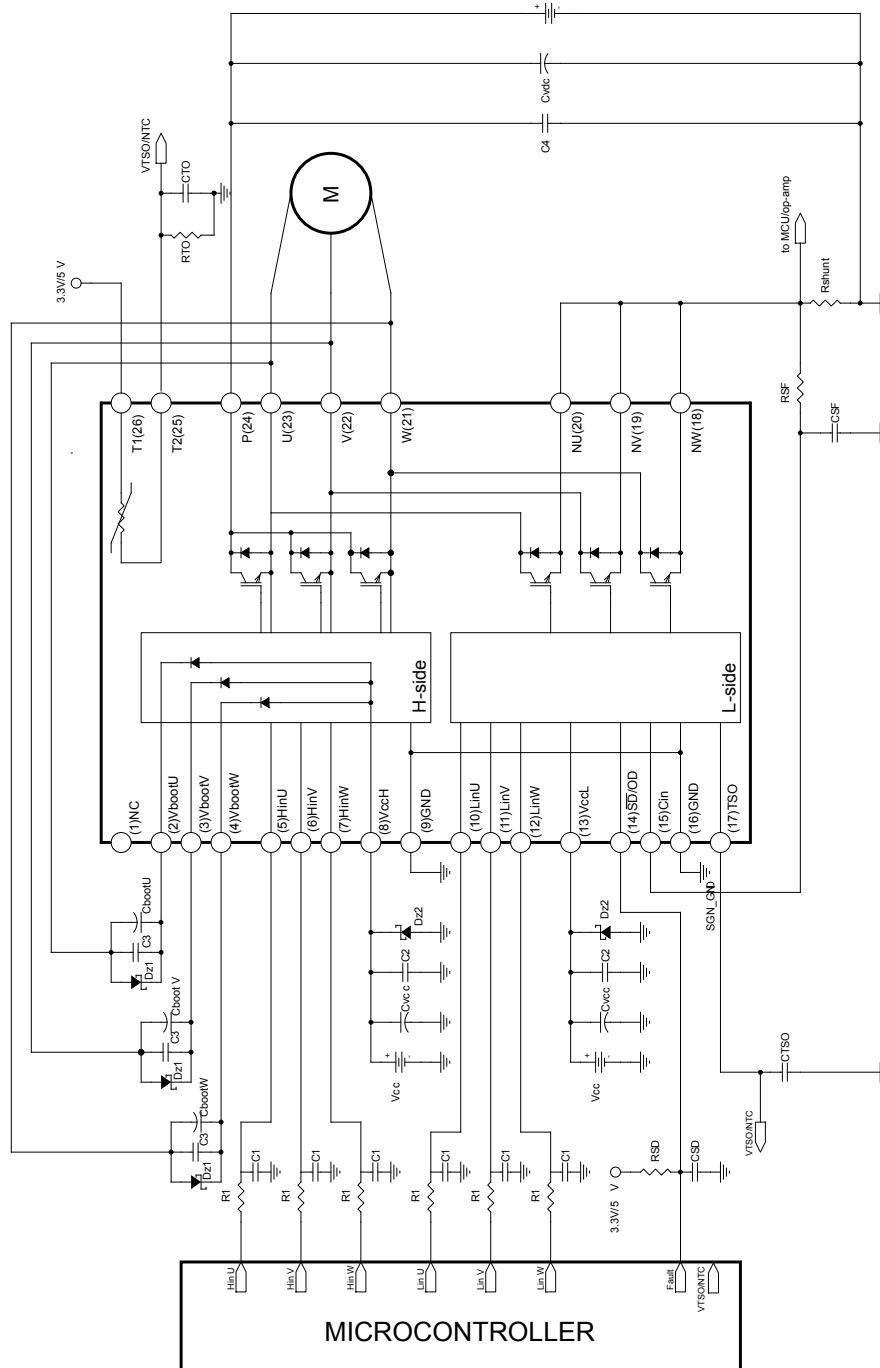 3.3V/5 V
VTSO/NTC
RTO
CTO
M
+
-
Cvdc
C4
to MCU/op-amp
Rshunt
RSF
CSF
T1(26)
T2(25)
P(24)
U(23)
V(22)
W(21)
NU(20)
NV(19)
NW(18)
H-side
L-side
(1)NC
(2)VbootU
(3)VbootV
(4)VbootW
(5)HinU
(6)HinV
(7)HinW
(8)VccH
(9)GND
(10)LinU
(11)LinV
(12)LinW
(13)VccL
(14)SD/OD
(15)Cin
(16)GND
(17)TSO
SGN_GND
CbootU
C3
Dz1
Cboot V
C3
Dz1
CbootW
C3
Dz1
Dz2
C2
Cvc c
+
-
Vcc
Dz2
C2
Cvcc
+
-
Vcc
CTSO
VTSO/NTC
R1
C1
R1
C1
R1
C1
R1
C1
R1
C1
R1
C1
3.3V/5 V
RSD
CSD
Hin U
Hin V
Hin W
Lin U
Lin V
Lin W
Fault
VTSO/NTC
MICROCONTROLLER